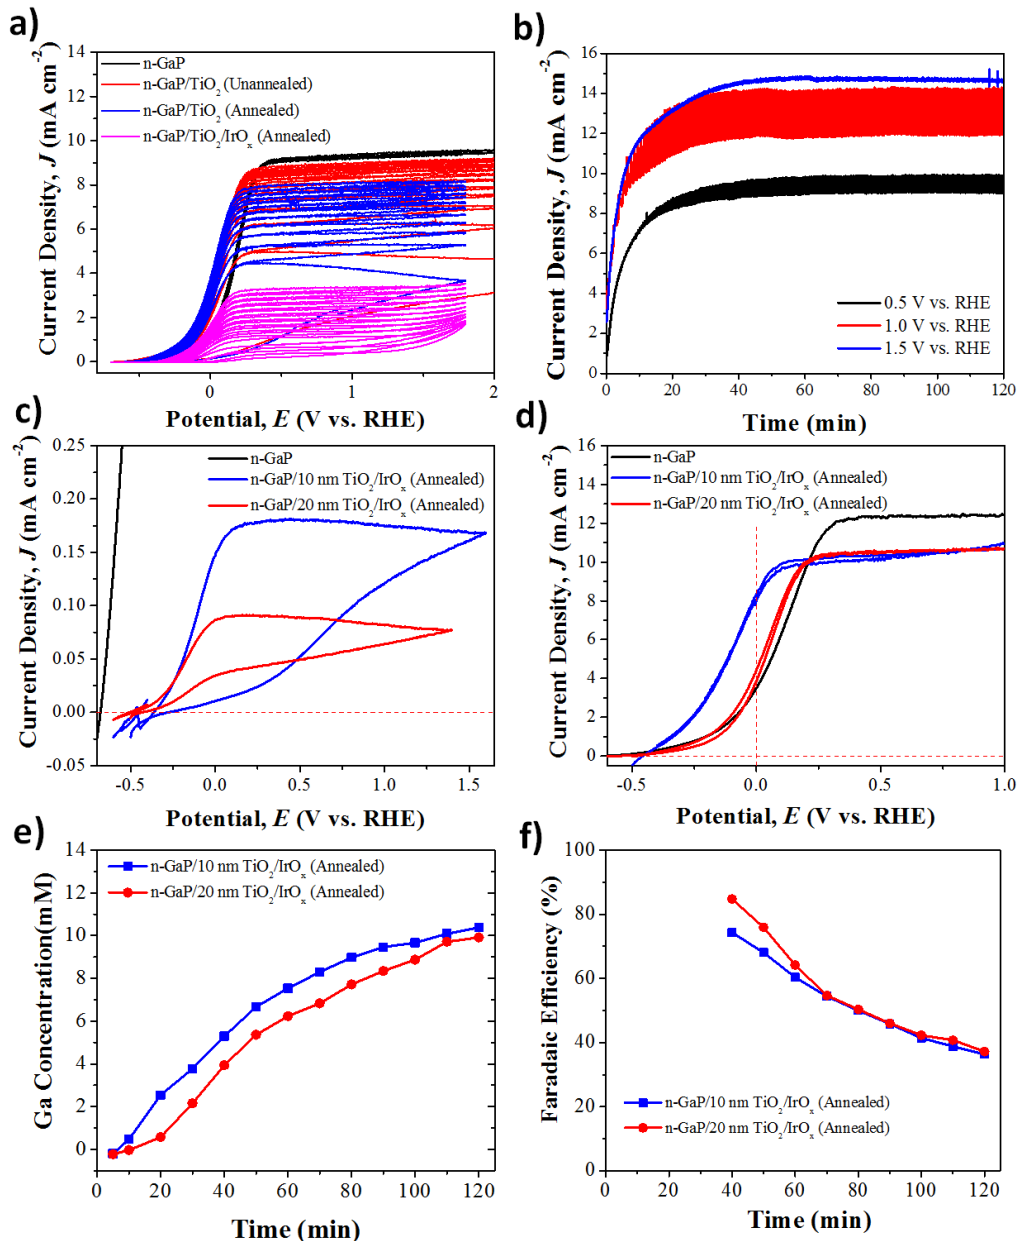 a)
14
12
10
8
6
4
2
0
Current Density, J (mA cm⁻²)
n-GaP
n-GaP/TiO₂ (Unannealed)
n-GaP/TiO₂ (Annealed)
n-GaP/TiO₂/IrOₓ (Annealed)
0 1 2
Potential, E (V vs. RHE)
b)
16
14
12
10
8
6
4
2
0
Current Density, J (mA cm⁻²)
0.5 V vs. RHE
1.0 V vs. RHE
1.5 V vs. RHE
0 20 40 60 80 100 120
Time (min)
c)
0.25
0.20
0.15
0.10
0.05
0.00
-0.05
Current Density, J (mA cm⁻²)
n-GaP
n-GaP/10 nm TiO₂/IrOₓ (Annealed)
n-GaP/20 nm TiO₂/IrOₓ (Annealed)
-0.5 0.0 0.5 1.0 1.5
Potential, E (V vs. RHE)
d)
16
14
12
10
8
6
4
2
0
Current Density, J (mA cm⁻²)
n-GaP
n-GaP/10 nm TiO₂/IrOₓ (Annealed)
n-GaP/20 nm TiO₂/IrOₓ (Annealed)
-0.5 0.0 0.5 1.0
Potential, E (V vs. RHE)
e)
14
12
10
8
6
4
2
0
Ga Concentration(mM)
n-GaP/10 nm TiO₂/IrOₓ (Annealed)
n-GaP/20 nm TiO₂/IrOₓ (Annealed)
0 20 40 60 80 100 120
Time (min)
f)
100
80
60
40
20
0
Faradaic Efficiency (%)
n-GaP/10 nm TiO₂/IrOₓ (Annealed)
n-GaP/20 nm TiO₂/IrOₓ (Annealed)
0 20 40 60 80 100 120
Time (min)